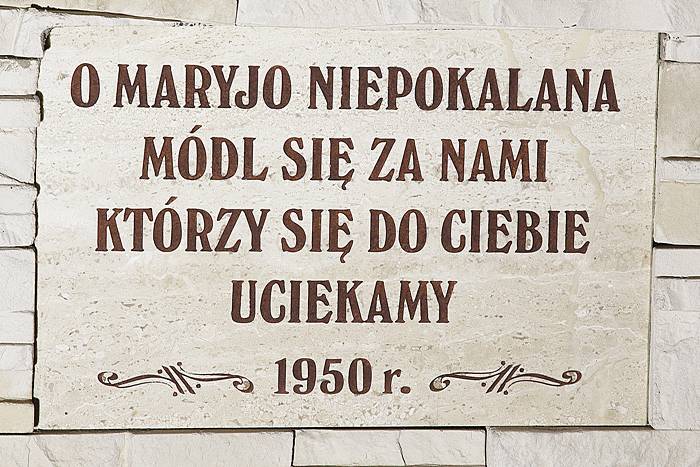 O MARYJO NIEPOKALANA
MÓDL SIĘ ZA NAMI
KTÓRZY SIĘ DO CIEBIE
UCIEKAMY
1950 r.